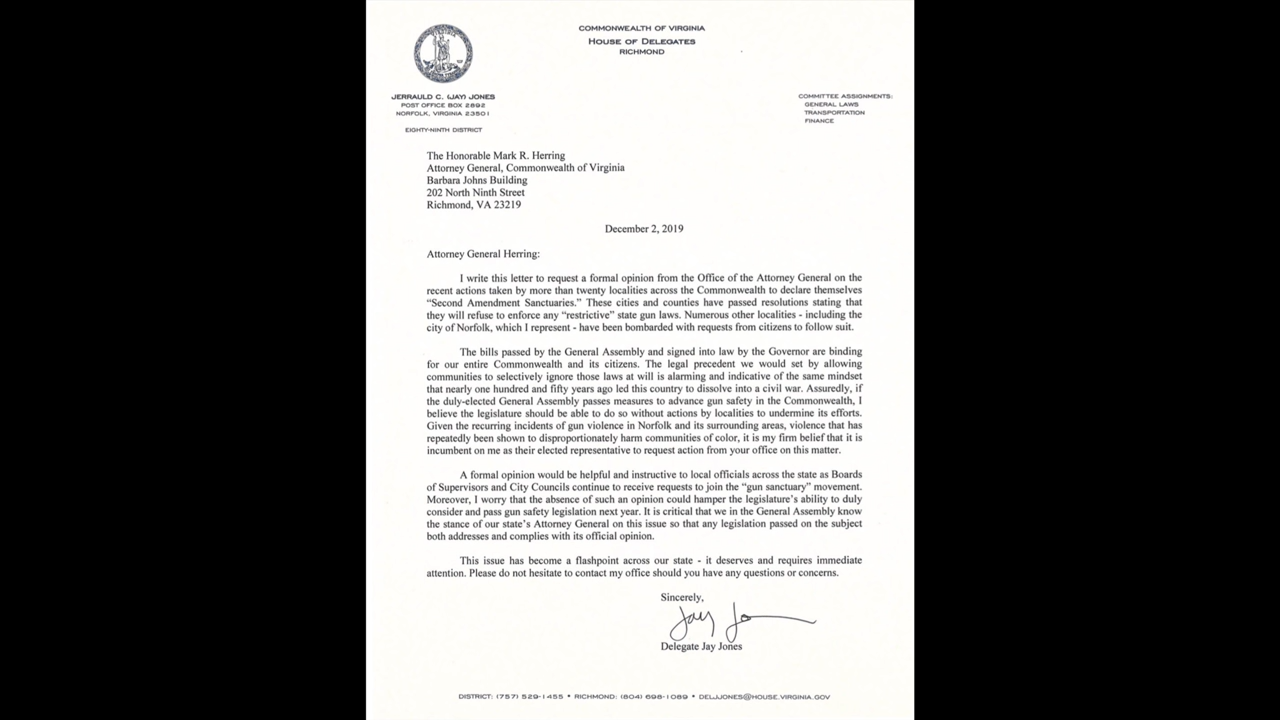 COMMONWEALTH OF VIRGINIA
HOUSE OF DELEGATES
RICHMOND
JERRAULD C. (JAY) JONES
POST OFFICE BOX 2892
NORFOLK, VIRGINIA 23501
EIGHTY-NINTH DISTRICT
COMMITTEE ASSIGNMENTS:
GENERAL LAWS
TRANSPORTATION
FINANCE
The Honorable Mark R. Herring
Attorney General, Commonwealth of Virginia
Barbara Johns Building
202 North Ninth Street
Richmond, VA 23219
December 2, 2019
Attorney General Herring:
I write this letter to request a formal opinion from the Office of the Attorney General on the
recent actions taken by more than twenty localities across the Commonwealth to declare themselves
“Second Amendment Sanctuaries.” These cities and counties have passed resolutions stating that
they will refuse to enforce any “restrictive” state gun laws. Numerous other localities - including the
city of Norfolk, which I represent - have been bombarded with requests from citizens to follow suit.
The bills passed by the General Assembly and signed into law by the Governor are binding
for our entire Commonwealth and its citizens. The legal precedent we would set by allowing
communities to selectively ignore those laws at will is alarming and indicative of the same mindset
that nearly one hundred and fifty years ago led this country to dissolve into a civil war. Assuredly, if
the duly-elected General Assembly passes measures to advance gun safety in the Commonwealth, I
believe the legislature should be able to do so without actions by localities to undermine its efforts.
Given the recurring incidents of gun violence in Norfolk and its surrounding areas, violence that has
repeatedly been shown to disproportionately harm communities of color, it is my firm belief that it is
incumbent on me as their elected representative to request action from your office on this matter.
A formal opinion would be helpful and instructive to local officials across the state as Boards
of Supervisors and City Councils continue to receive requests to join the “gun sanctuary” movement.
Moreover, I worry that the absence of such an opinion could hamper the legislature’s ability to duly
consider and pass gun safety legislation next year. It is critical that we in the General Assembly know
the stance of our state’s Attorney General on this issue so that any legislation passed on the subject
both addresses and complies with its official opinion.
This issue has become a flashpoint across our state - it deserves and requires immediate
attention. Please do not hesitate to contact my office should you have any questions or concerns.
Sincerely,
Jay Jo
Delegate Jay Jones
DISTRICT: (757) 529-1455 • RICHMOND: (804) 698-1089 • DELJJONES@HOUSE.VIRGINIA.GOV